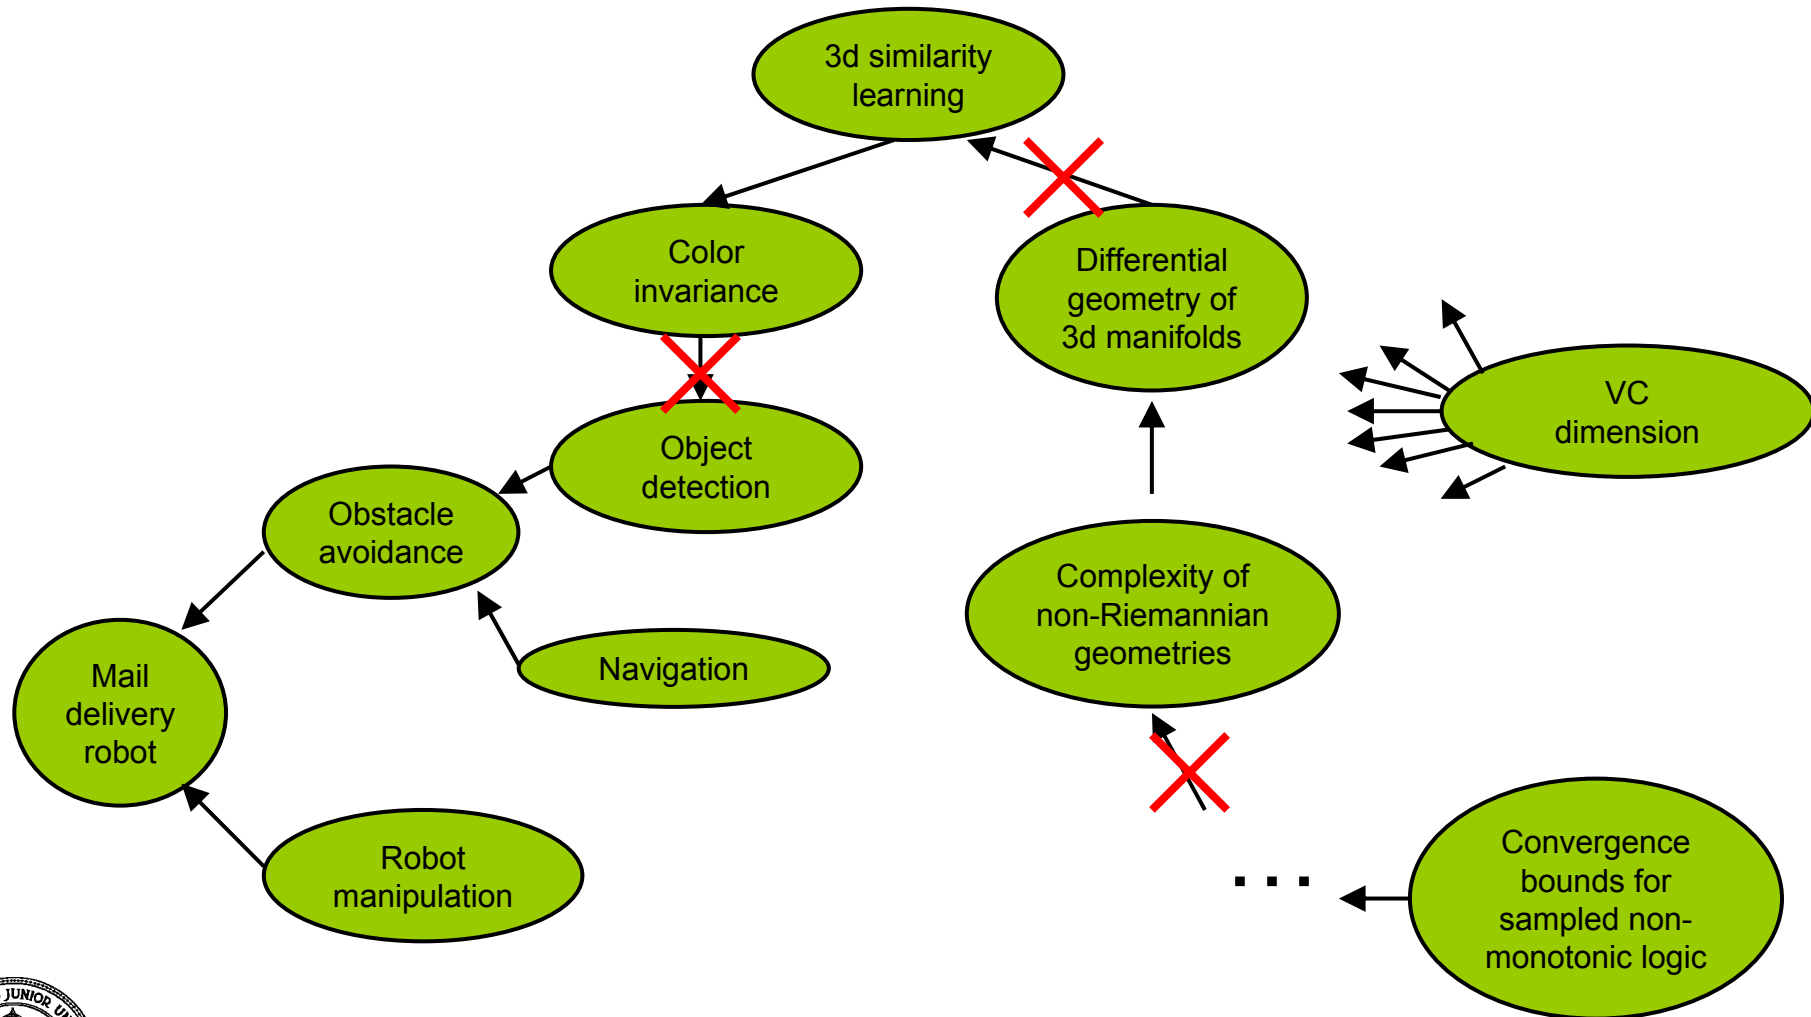 3d similarity
learning
Color
invariance
Differential
geometry of
3d manifolds
VC
dimension
Object
detection
Obstacle
avoidance
Complexity of
non-Riemannian
geometries
Navigation
Mail
delivery
robot
Robot
manipulation
. . .
Convergence
bounds for
sampled non-
monotonic logic
JUNIOR